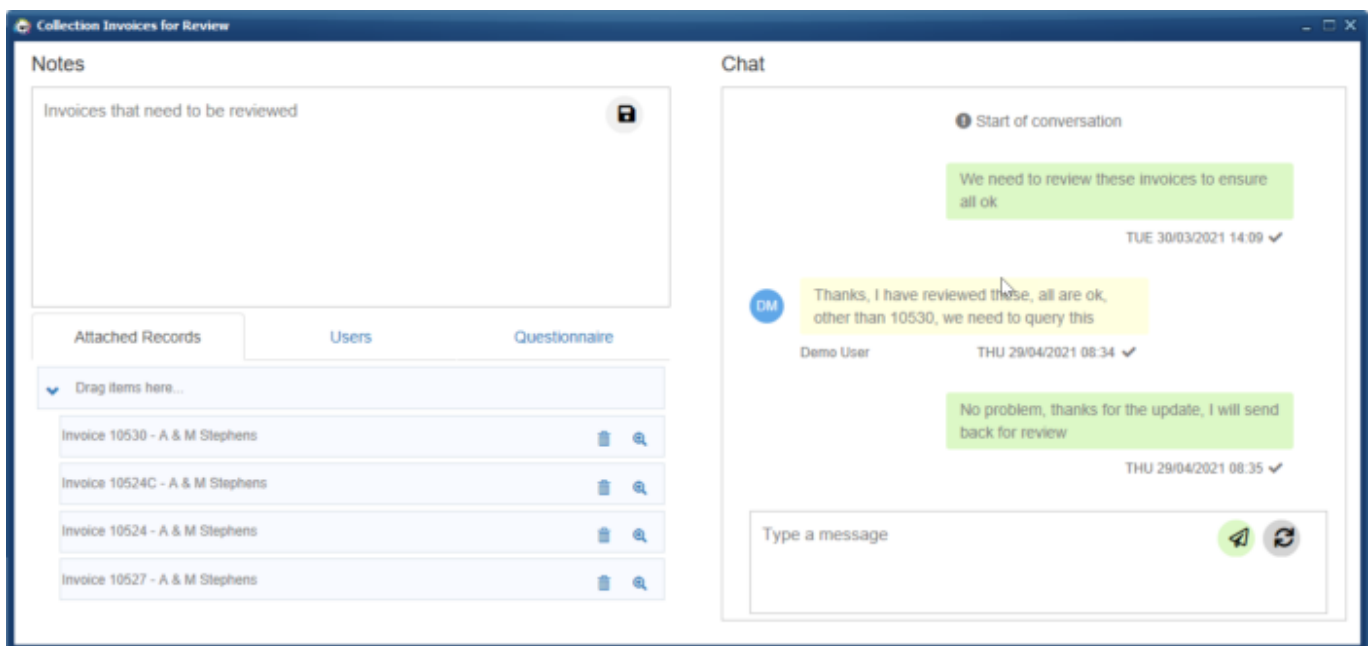 Collection Invoices for Review
Notes
Invoices that need to be reviewed
Attached Records
Users
Questionnaire
Drag items here...
Invoice 10530 - A & M Stephens
Invoice 10524C - A & M Stephens
Invoice 10524 - A & M Stephens
Invoice 10527 - A & M Stephens
Chat
Start of conversation
We need to review these invoices to ensure
all ok
TUE 30/03/2021 14:09
DM
Thanks, I have reviewed these, all are ok,
other than 10530, we need to query this
Demo User
THU 29/04/2021 08:34
No problem, thanks for the update, I will send
back for review
THU 29/04/2021 08:35
Type a message